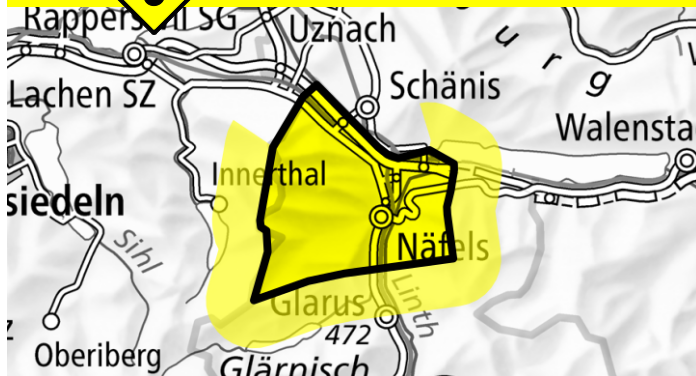 Uznach
Schänis
Lachen SZ
u r g
Walensta
Innerthal
siedeln
Näfels
Sihl
Glarus
Linth
472
Oberiberg
Glärnisch